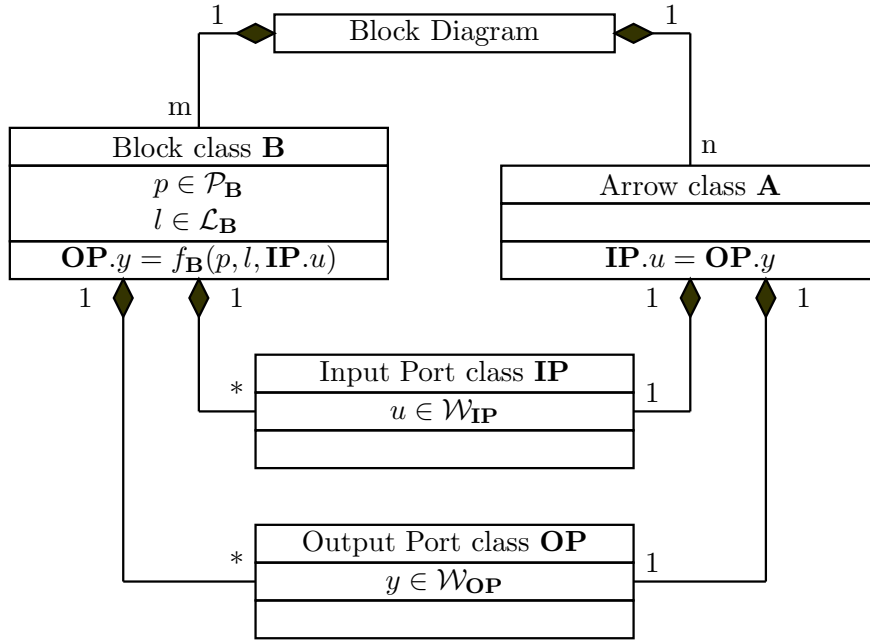 1 Block Diagram 1
m
n
Block class B
p ∈ 𝒫_B
l ∈ ℒ_B
OP.y = f_B(p, l, IP.u)
Arrow class A
IP.u = OP.y
1 1 1 1
Input Port class IP
* u ∈ 𝒲_IP 1
Output Port class OP
* y ∈ 𝒲_OP 1